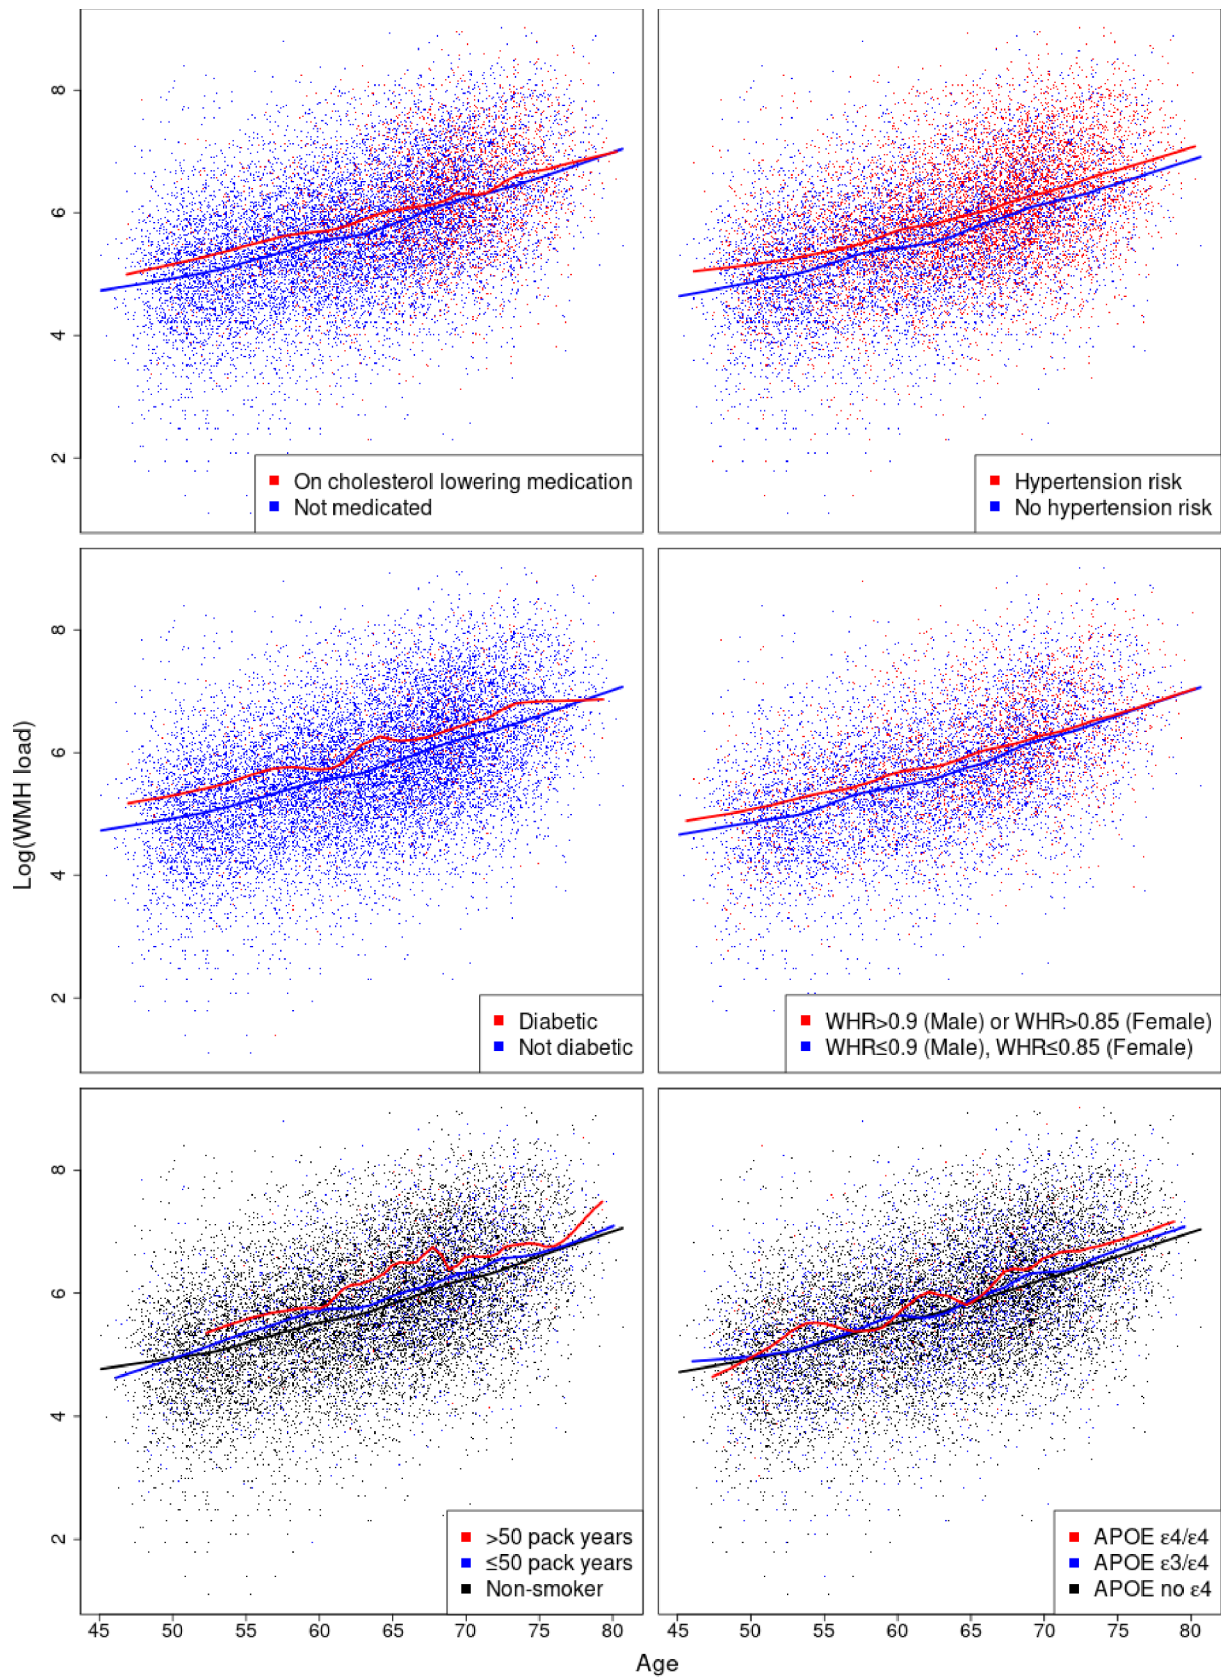 8
6
4
2
On cholesterol lowering medication
Not medicated
Hypertension risk
No hypertension risk
Log(WMH load)
8
6
4
2
Diabetic
Not diabetic
WHR>0.9 (Male) or WHR>0.85 (Female)
WHR≤0.9 (Male), WHR≤0.85 (Female)
8
6
4
2
>50 pack years
≤50 pack years
Non-smoker
APOE ε4/ε4
APOE ε3/ε4
APOE no ε4
45 50 55 60 65 70 75 80 45 50 55 60 65 70 75 80
Age